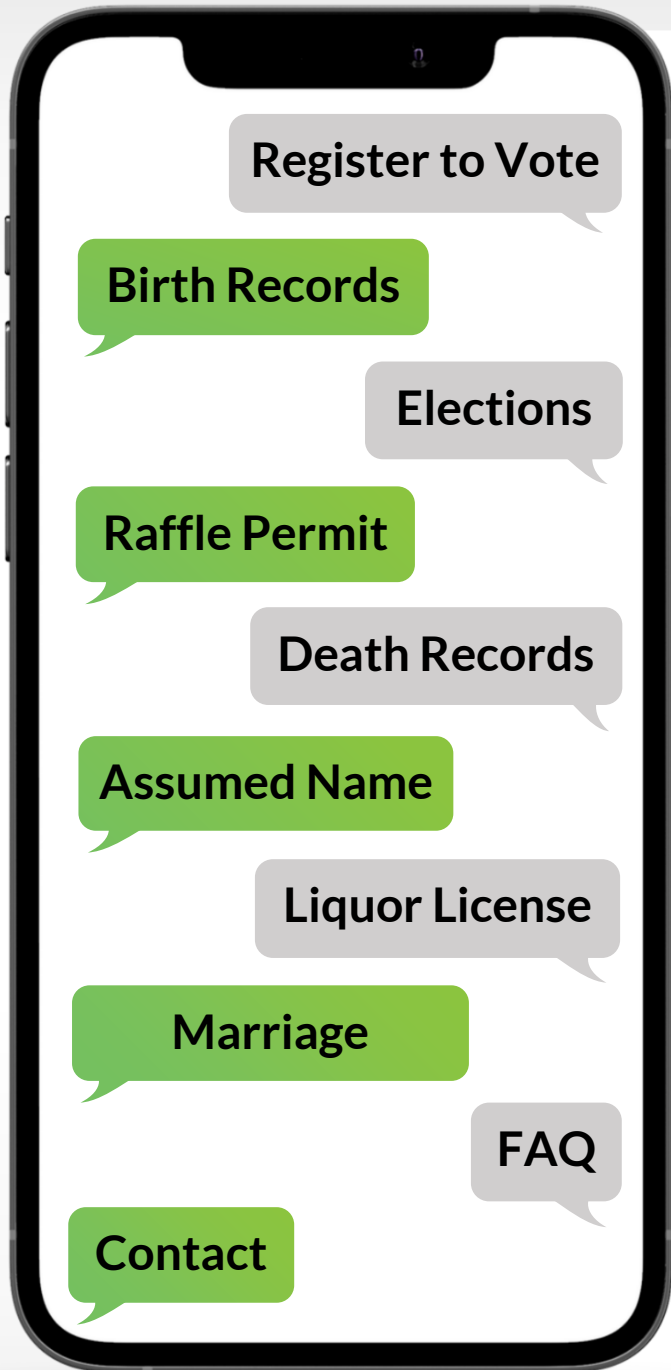 Register to Vote
Birth Records
Elections
Raffle Permit
Death Records
Assumed Name
Liquor License
Marriage
FAQ
Contact